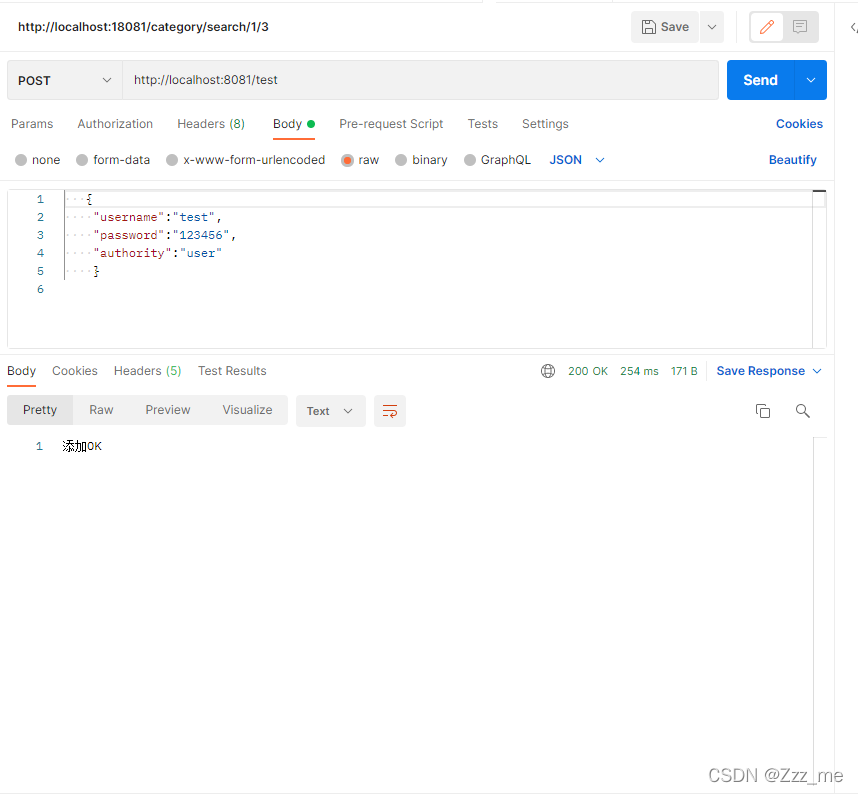 http://localhost:18081/category/search/1/3 Save
POST http://localhost:8081/test Send
Params Authorization Headers (8) Body Pre-request Script Tests Settings Cookies
none form-data x-www-form-urlencoded raw binary GraphQL JSON Beautify
1 {
2 "username":"test",
3 "password":"123456",
4 "authority":"user"
5 }
6
Body Cookies Headers (5) Test Results 200 OK 254 ms 171 B Save Response
Pretty Raw Preview Visualize Text
1 添加OK
CSDN @Zzz_me